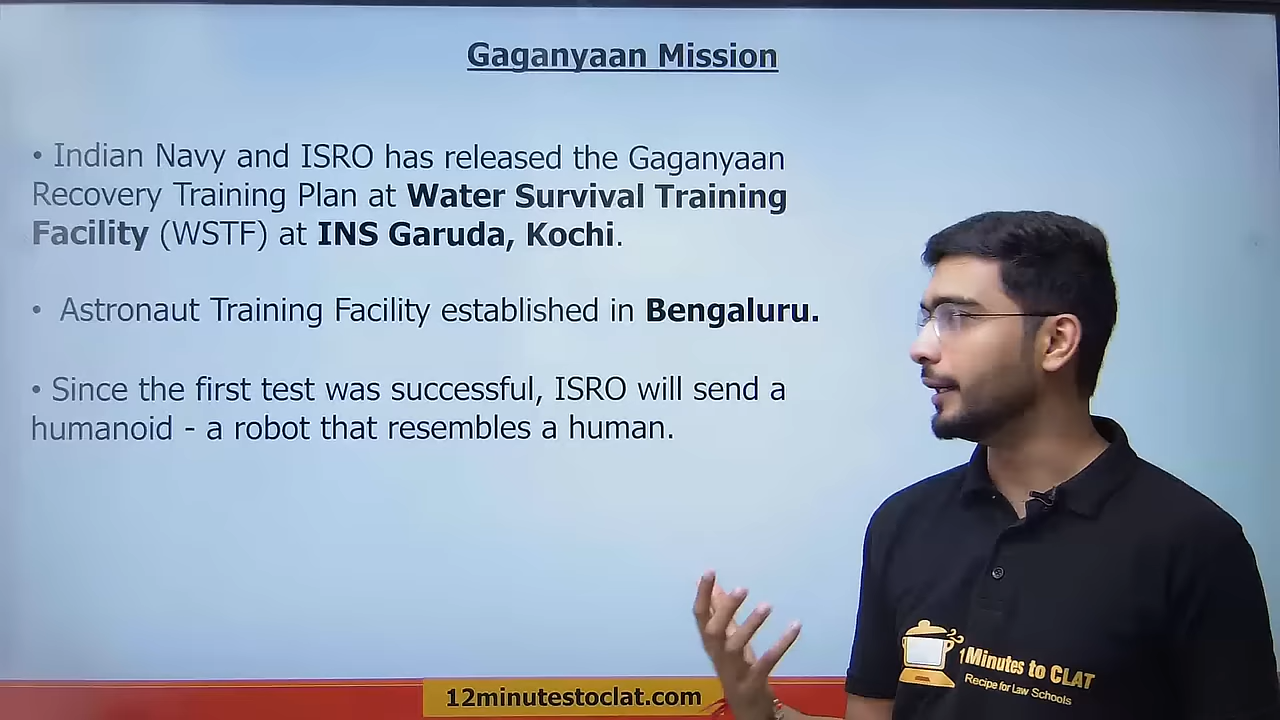 Gaganyaan Mission
• Indian Navy and ISRO has released the Gaganyaan
Recovery Training Plan at Water Survival Training
Facility (WSTF) at INS Garuda, Kochi.
• Astronaut Training Facility established in Bengaluru.
• Since the first test was successful, ISRO will send a
humanoid - a robot that resembles a human.
1Minutes to CLAT
Recipe for Law Schools
12minutestoclat.com